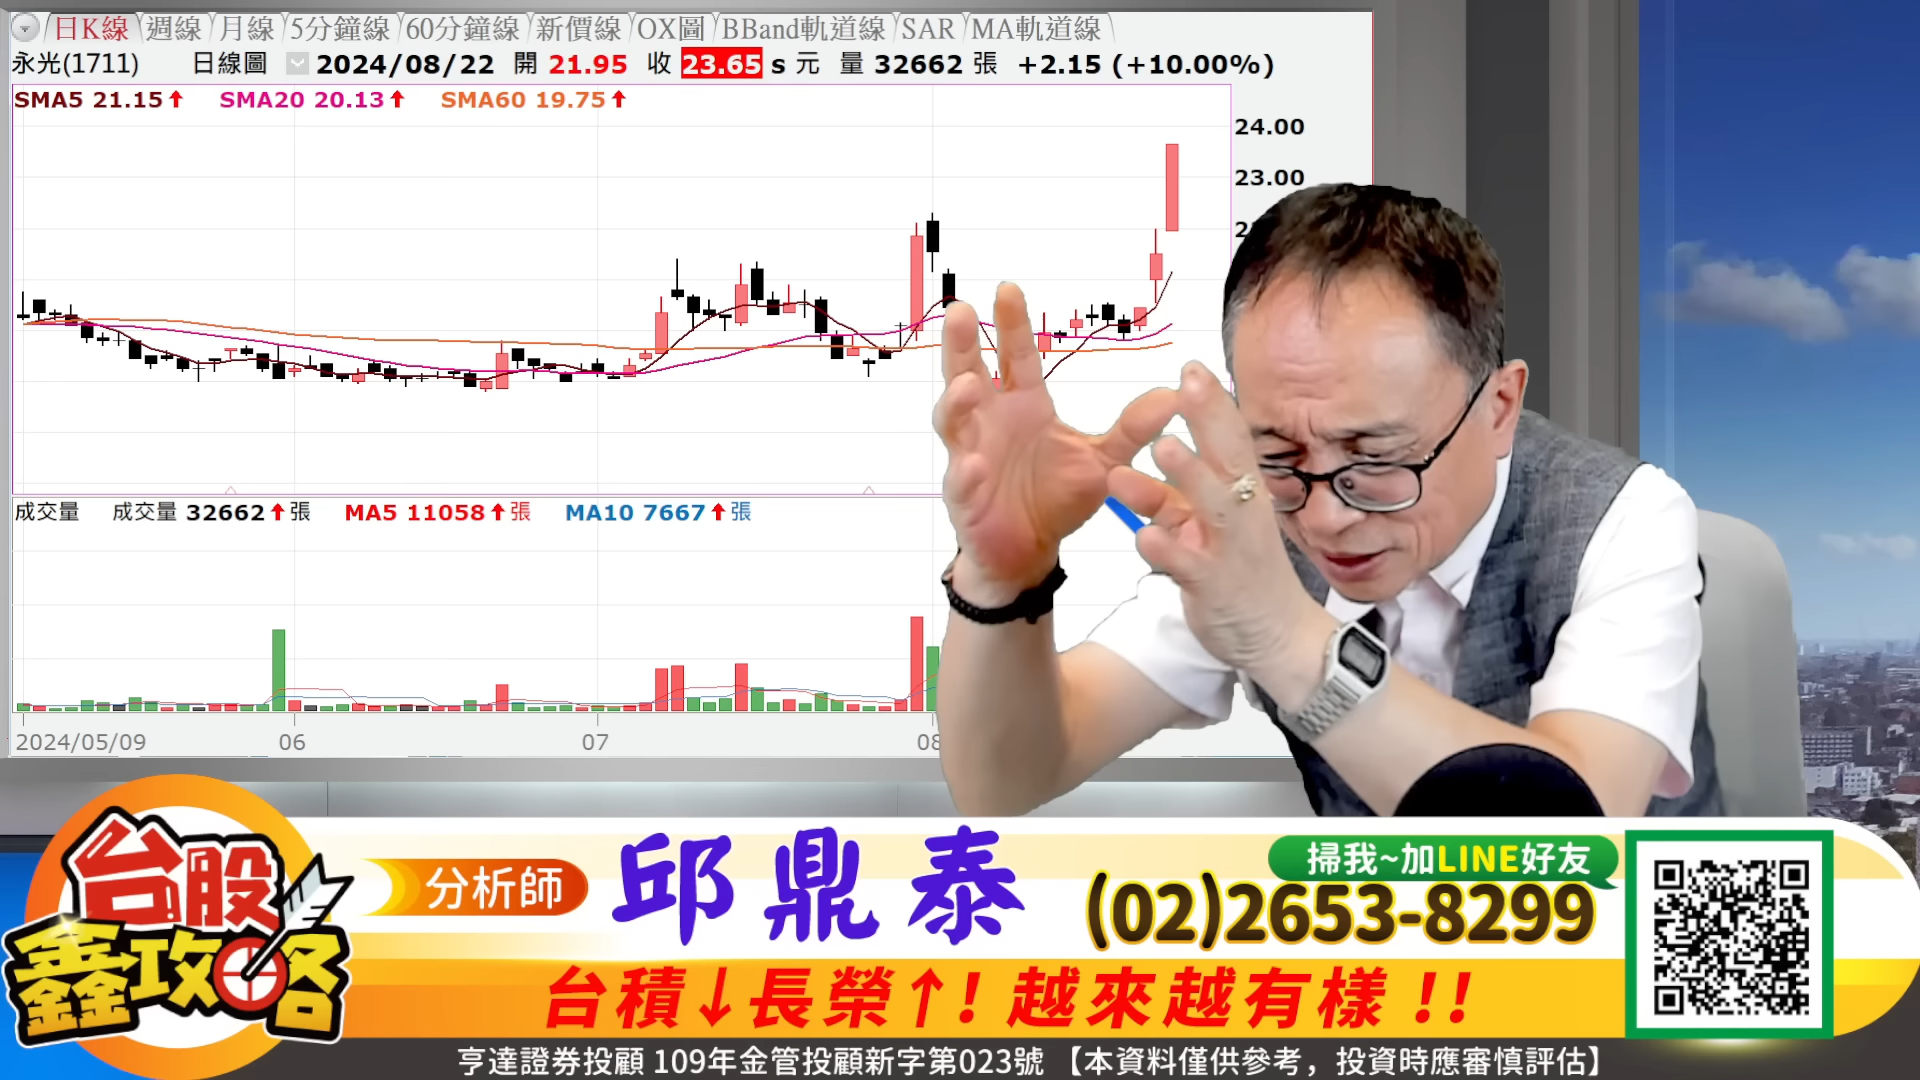 日K線 週線 月線 5分鐘線 60分鐘線 新價線 OX圖 BBand軌道線 SAR MA軌道線
永光(1711) 日線圖 2024/08/22 開 21.95 收 23.65 s 元 量 32662 張 +2.15 (+10.00%)
SMA5 21.15↑ SMA20 20.13↑ SMA60 19.75↑
24.00
23.00
成交量 成交量 32662↑張 MA5 11058↑張 MA10 7667↑張
2024/05/09 06 07 08
台股
鑫攻略
分析師 邱鼎泰
掃我~加LINE好友
(02)2653-8299
台積↓長榮↑!越來越有樣!!
亨達證券投顧 109年金管投顧新字第023號 【本資料僅供參考，投資時應審慎評估】